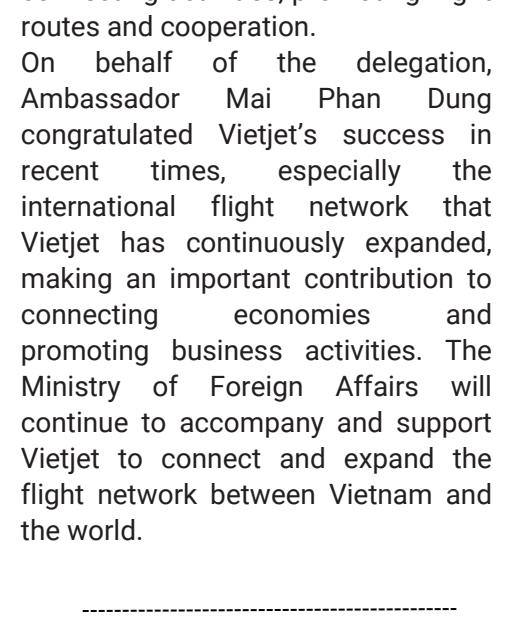 routes and cooperation.
On behalf of the delegation,
Ambassador Mai Phan Dung
congratulated Vietjet’s success in
recent times, especially the
international flight network that
Vietjet has continuously expanded,
making an important contribution to
connecting economies and
promoting business activities. The
Ministry of Foreign Affairs will
continue to accompany and support
Vietjet to connect and expand the
flight network between Vietnam and
the world.
-----------------------------------------------